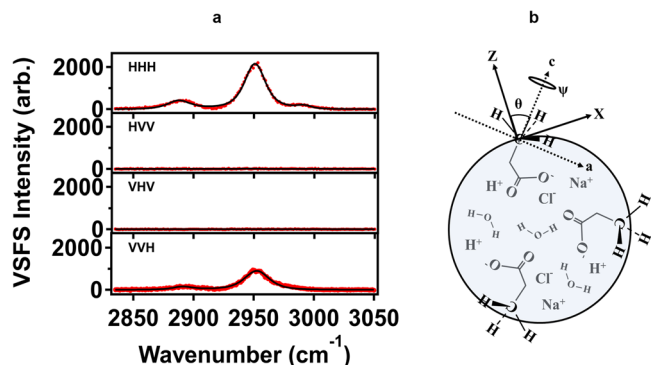 a
b
HHH
2000
0
HVV
2000
0
VHV
2000
0
VVH
2000
0
VSFS Intensity (arb.)
2850 2900 2950 3000 3050
Wavenumber (cm⁻¹)
Z
c
ψ
θ
X
H
H
H
C
a
O⁻
O
H⁺
Na⁺
Cl⁻
H
O
H
H
O
H
O
C
H
H
H
O⁻
H⁺
H⁺
O
⁻O
Cl⁻
H
O
H
Na⁺
H
C
H
H